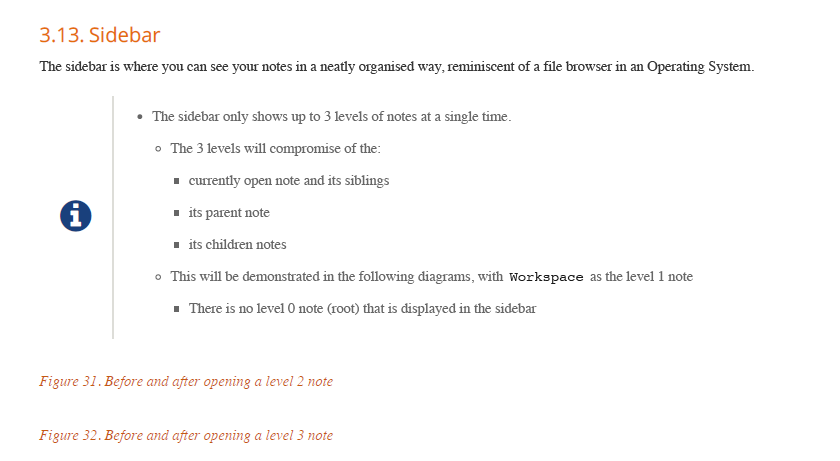 3.13. Sidebar
The sidebar is where you can see your notes in a neatly organised way, reminiscent of a file browser in an Operating System.
• The sidebar only shows up to 3 levels of notes at a single time.
◦ The 3 levels will compromise of the:
▪ currently open note and its siblings
▪ its parent note
▪ its children notes
◦ This will be demonstrated in the following diagrams, with Workspace as the level 1 note
▪ There is no level 0 note (root) that is displayed in the sidebar
Figure 31. Before and after opening a level 2 note
Figure 32. Before and after opening a level 3 note